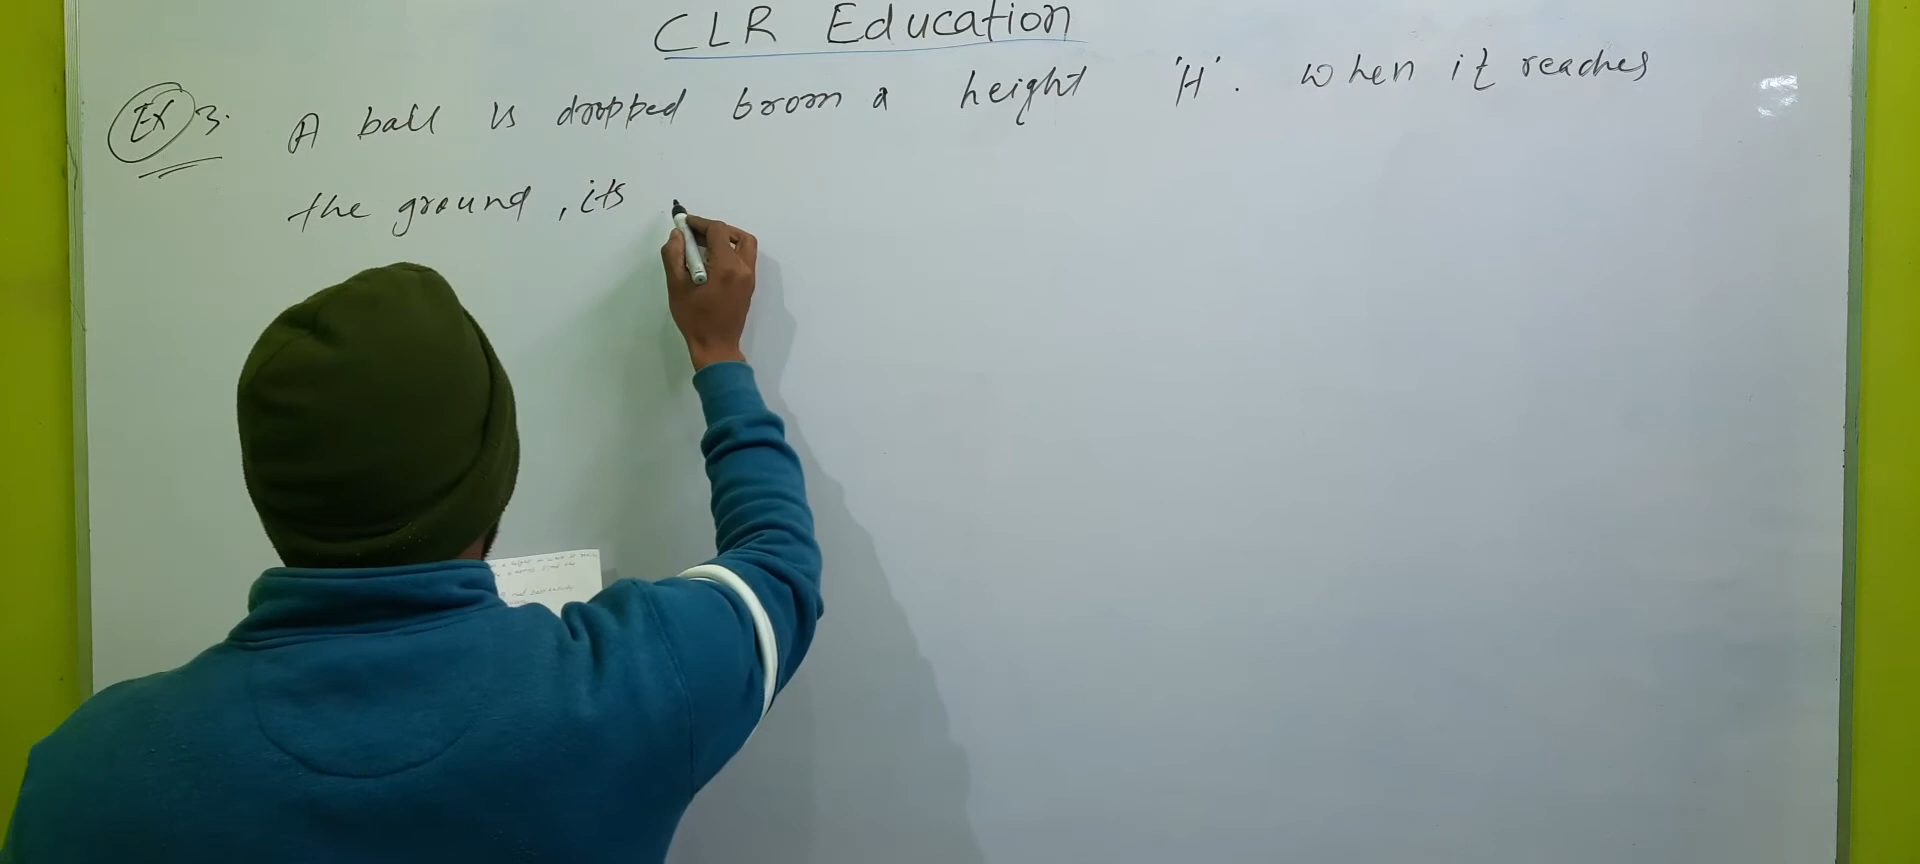 CLR Education
Ex 3. A ball is dropped from a height 'H'. When it reaches
the ground, its